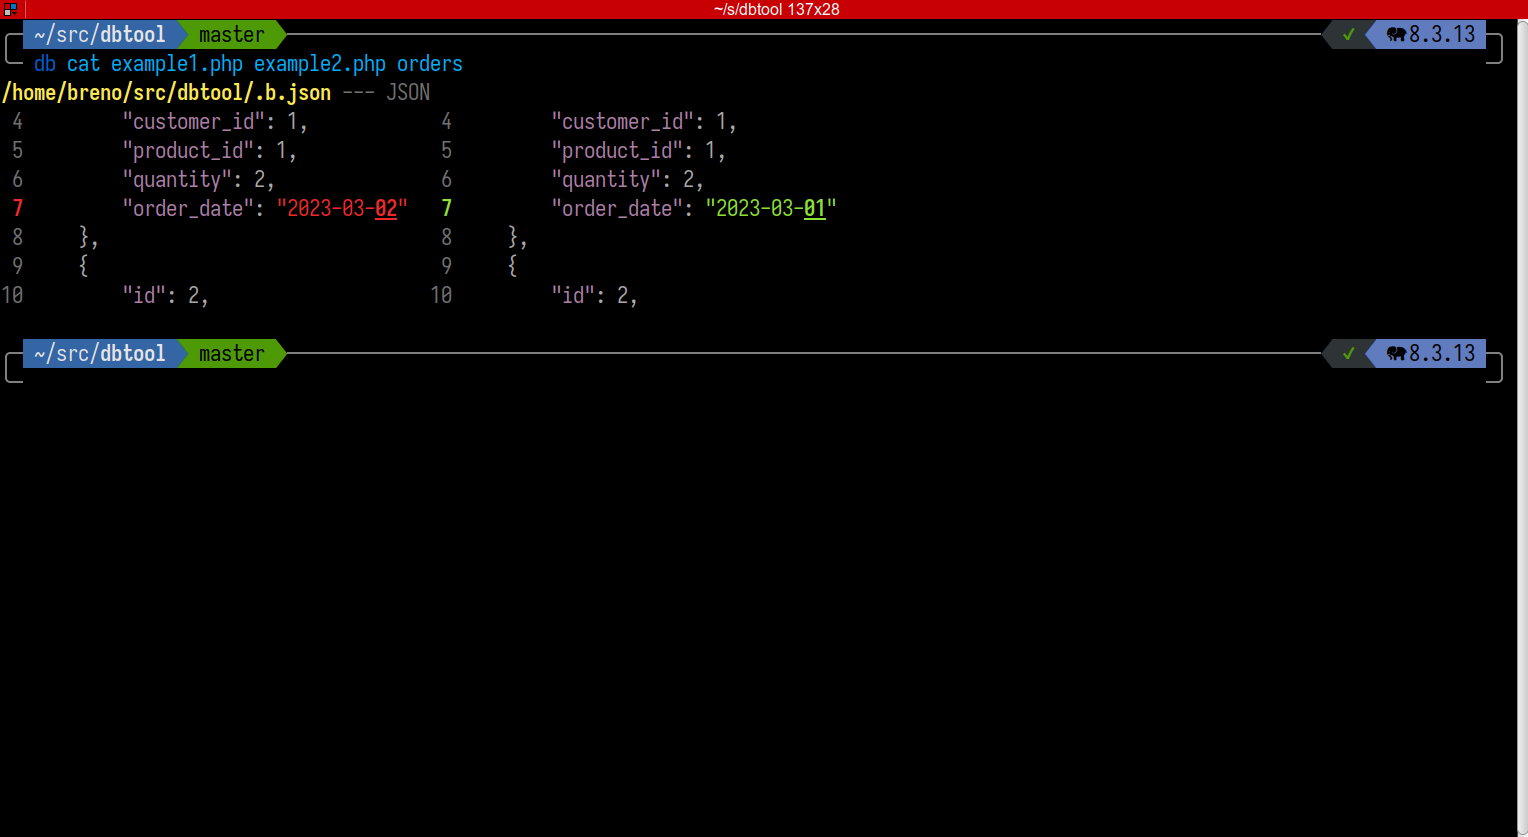 ~/s/dbtool 137x28
~/src/dbtool master ✓ 8.3.13
db cat example1.php example2.php orders
/home/breno/src/dbtool/.b.json --- JSON
4 "customer_id": 1, 4 "customer_id": 1,
5 "product_id": 1, 5 "product_id": 1,
6 "quantity": 2, 6 "quantity": 2,
7 "order_date": "2023-03-02" 7 "order_date": "2023-03-01"
8 }, 8 },
9 { 9 {
10 "id": 2, 10 "id": 2,
~/src/dbtool master ✓ 8.3.13